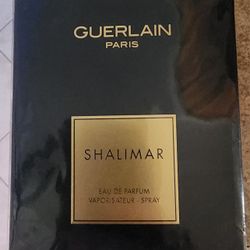 GUERLAIN
PARIS
SHALIMAR
EAU DE PARFUM
VAPORISATEUR - SPRAY